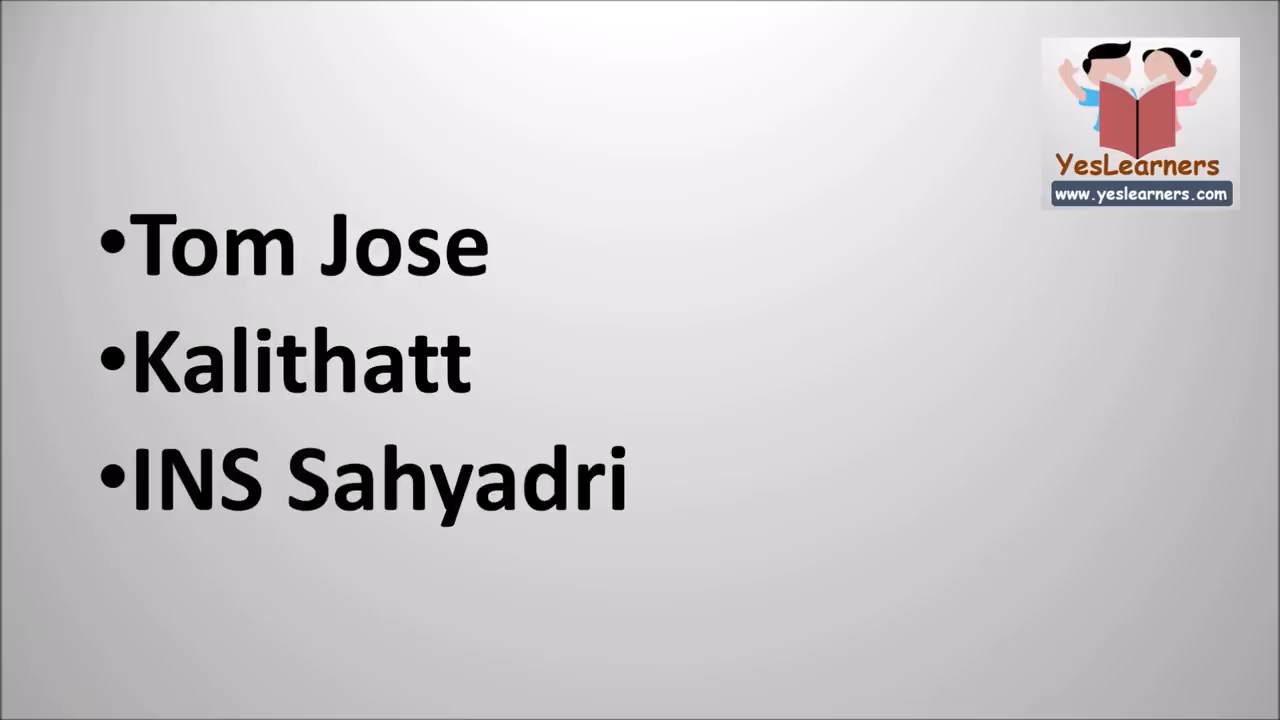 YesLearners
www.yeslearners.com
•Tom Jose
•Kalithatt
•INS Sahyadri